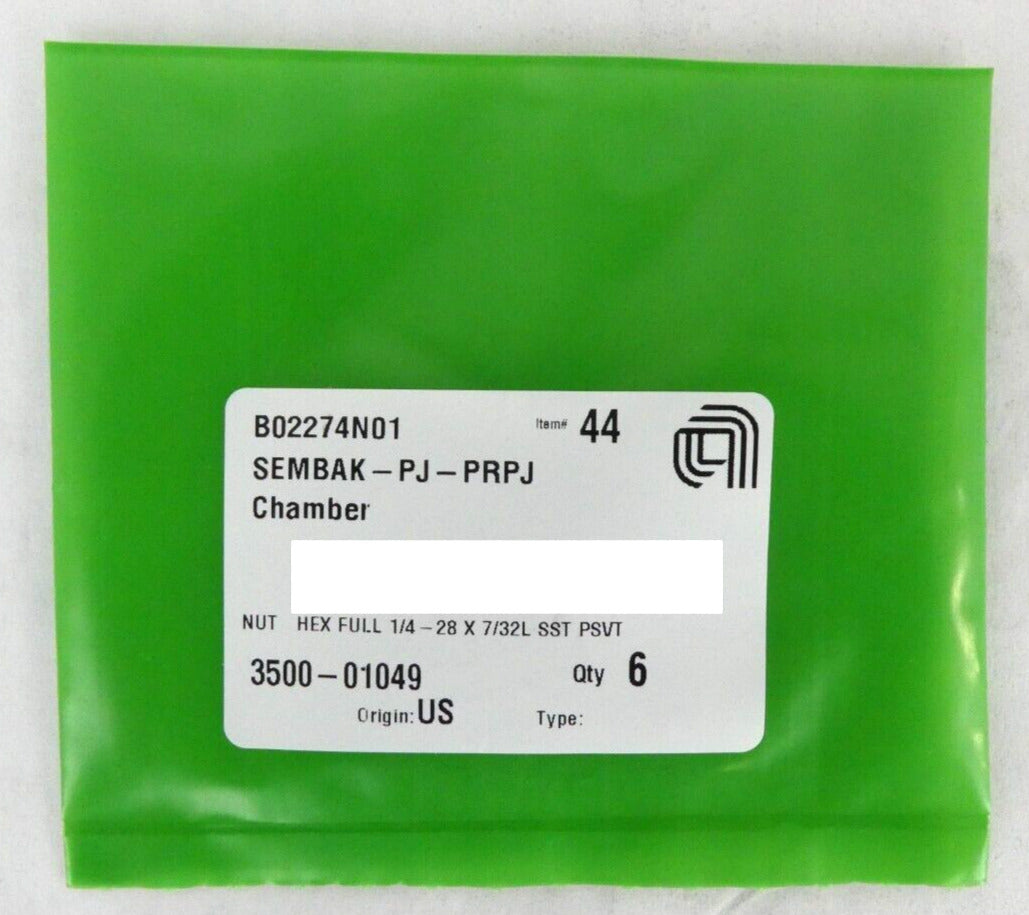 B02274N01 Item# 44
SEMBAK-PJ-PRPJ
Chamber
NUT HEX FULL 1/4-28 X 7/32L SST PSVT
3500-01049 Qty 6
Origin: US Type: